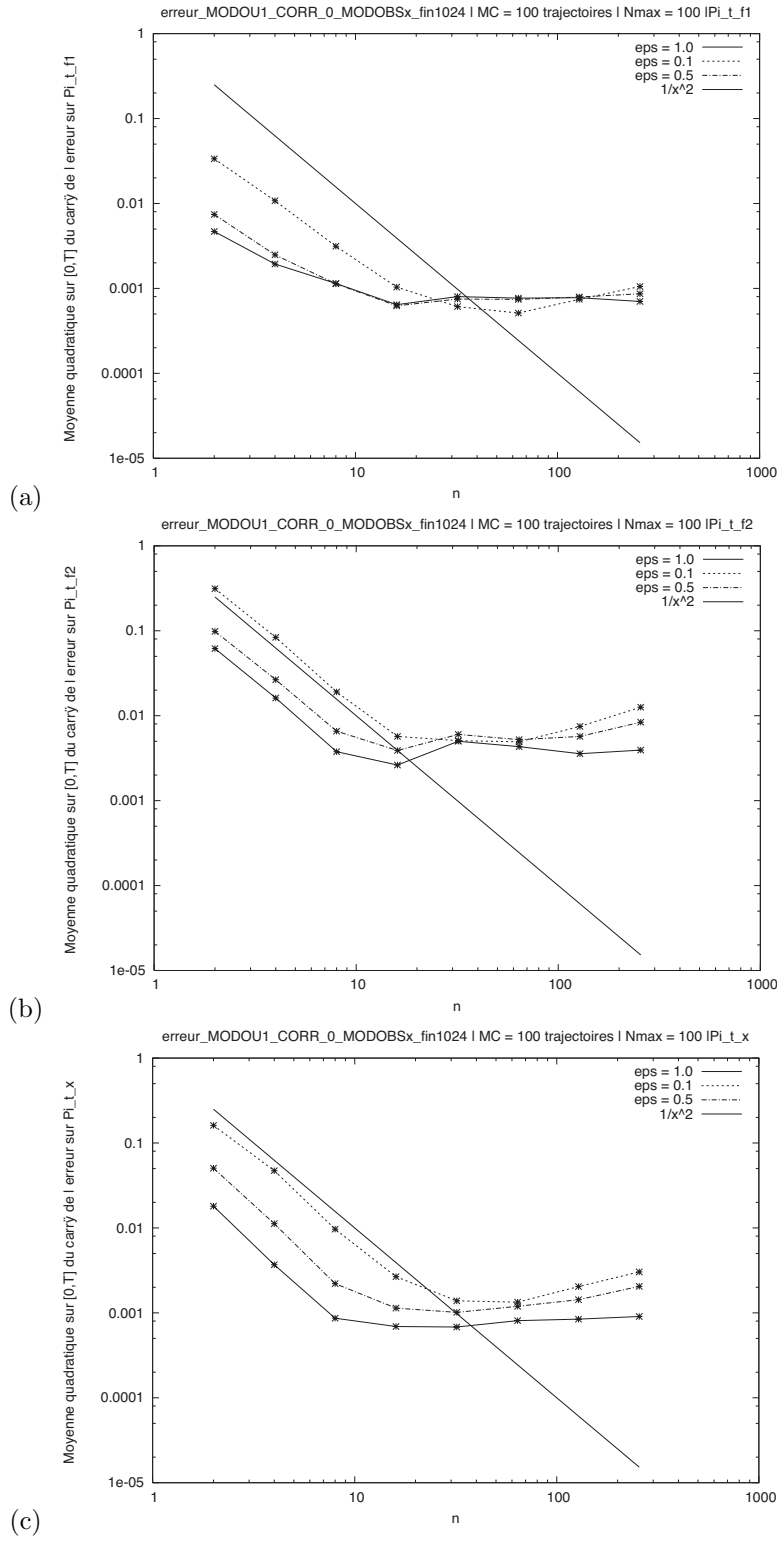 erreur_MODOU1_CORR_0_MODOBSx_fin1024 | MC = 100 trajectoires | Nmax = 100 |Pi_t_f1
eps = 1.0
eps = 0.1
eps = 0.5
1/x^2
Moyenne quadratique sur [0,T] du carrÿ de l erreur sur Pi_t_f1
1
0.1
0.01
0.001
0.0001
1e-05
1 10 100 1000
n
(a)
erreur_MODOU1_CORR_0_MODOBSx_fin1024 | MC = 100 trajectoires | Nmax = 100 |Pi_t_f2
eps = 1.0
eps = 0.1
eps = 0.5
1/x^2
Moyenne quadratique sur [0,T] du carrÿ de l erreur sur Pi_t_f2
1
0.1
0.01
0.001
0.0001
1e-05
1 10 100 1000
n
(b)
erreur_MODOU1_CORR_0_MODOBSx_fin1024 | MC = 100 trajectoires | Nmax = 100 |Pi_t_x
eps = 1.0
eps = 0.1
eps = 0.5
1/x^2
Moyenne quadratique sur [0,T] du carrÿ de l erreur sur Pi_t_x
1
0.1
0.01
0.001
0.0001
1e-05
1 10 100 1000
n
(c)